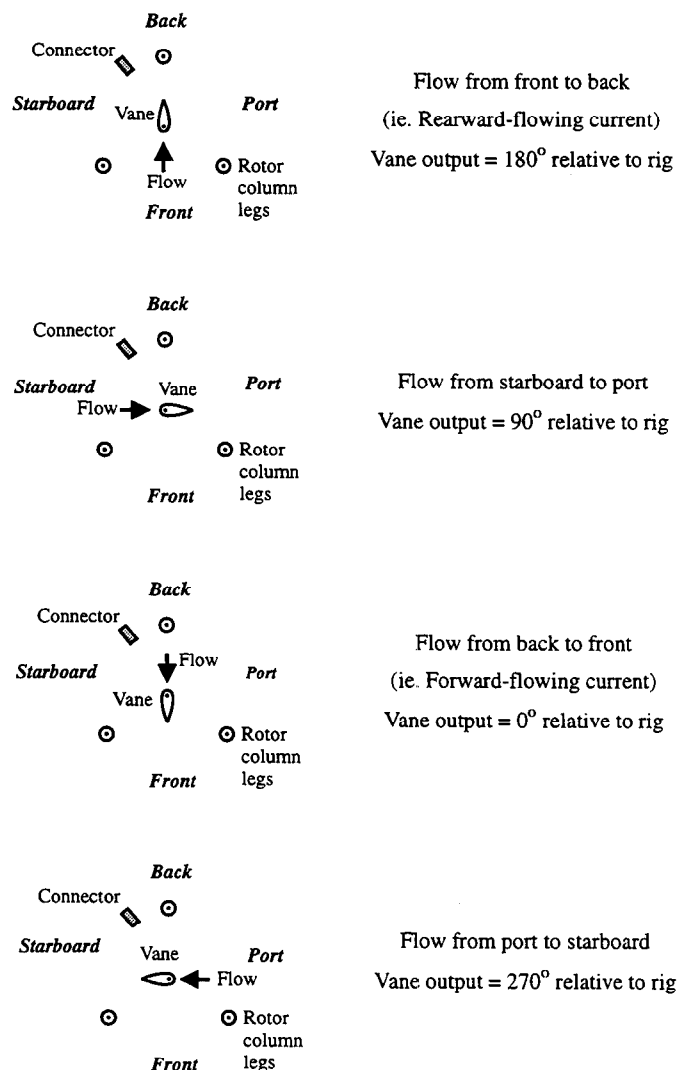 Back
Connector
Starboard
Vane
Port
Flow
Rotor
column
legs
Front
Flow from front to back
(ie. Rearward-flowing current)
Vane output = 180° relative to rig
Back
Connector
Starboard
Vane
Port
Flow
Rotor
column
legs
Front
Flow from starboard to port
Vane output = 90° relative to rig
Back
Connector
Flow
Starboard
Port
Vane
Rotor
column
legs
Front
Flow from back to front
(ie. Forward-flowing current)
Vane output = 0° relative to rig
Back
Connector
Starboard
Vane
Port
Flow
Rotor
column
legs
Front
Flow from port to starboard
Vane output = 270° relative to rig